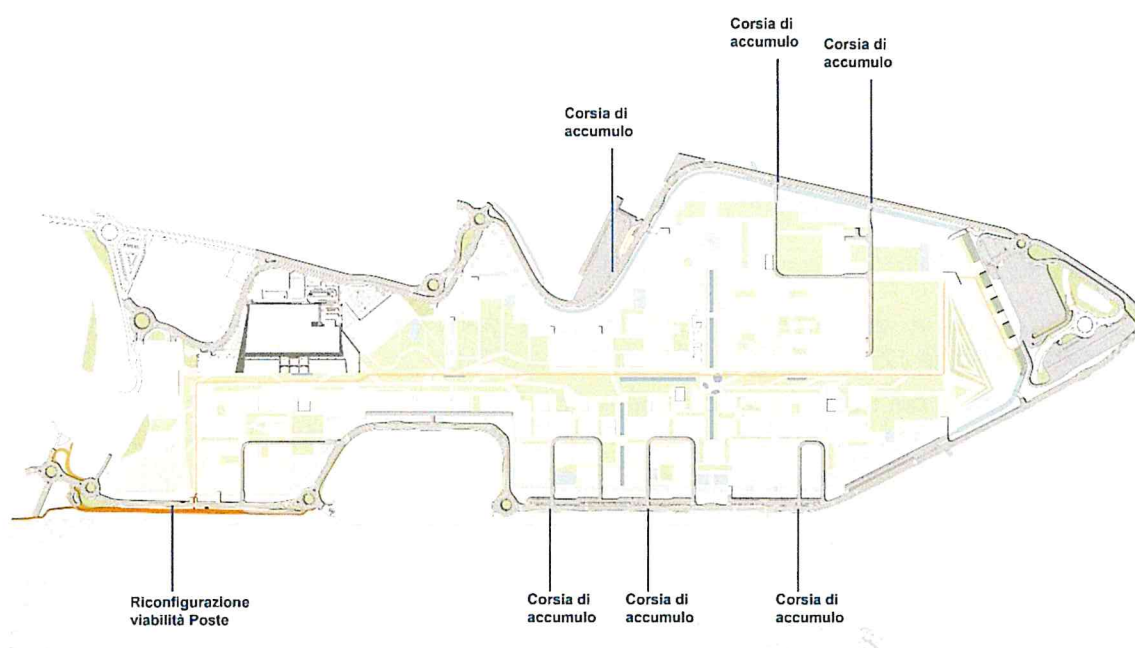 Corsia di
accumulo
Corsia di
accumulo
Corsia di
accumulo
Riconfigurazione
viabilità Poste
Corsia di
accumulo
Corsia di
accumulo
Corsia di
accumulo